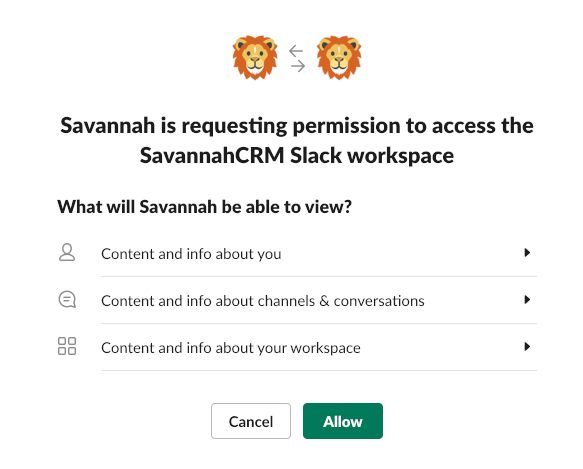 Savannah is requesting permission to access the
SavannahCRM Slack workspace
What will Savannah be able to view?
Content and info about you
Content and info about channels & conversations
Content and info about your workspace
Cancel
Allow